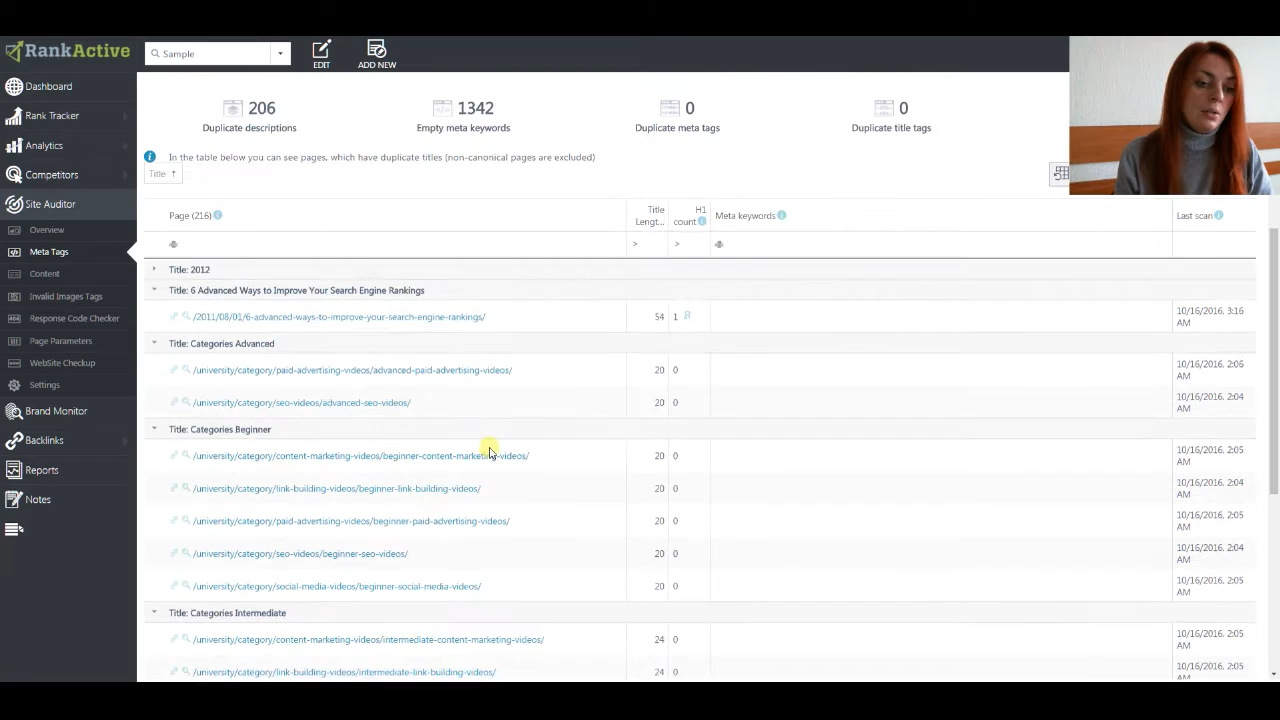 RankActive
Sample
EDIT
ADD NEW
Dashboard
Rank Tracker
Analytics
Competitors
Site Auditor
Overview
Meta Tags
Content
Invalid Images Tags
Response Code Checker
Page Parameters
WebSite Checkup
Settings
Brand Monitor
Backlinks
Reports
Notes
206
Duplicate descriptions
1342
Empty meta keywords
0
Duplicate meta tags
0
Duplicate title tags
In the table below you can see pages, which have duplicate titles (non-canonical pages are excluded)
Title ↑
Page (216)
Title
Lengt...
H1
count
Meta keywords
Last scan
> >
Title: 2012
Title: 6 Advanced Ways to Improve Your Search Engine Rankings
/2011/08/01/6-advanced-ways-to-improve-your-search-engine-rankings/ 54 1 10/16/2016, 3:16
AM
Title: Categories Advanced
/university/category/paid-advertising-videos/advanced-paid-advertising-videos/ 20 0 10/16/2016, 2:06
AM
/university/category/seo-videos/advanced-seo-videos/ 20 0 10/16/2016, 2:04
AM
Title: Categories Beginner
/university/category/content-marketing-videos/beginner-content-marketing-videos/ 20 0 10/16/2016, 2:05
AM
/university/category/link-building-videos/beginner-link-building-videos/ 20 0 10/16/2016, 2:04
AM
/university/category/paid-advertising-videos/beginner-paid-advertising-videos/ 20 0 10/16/2016, 2:05
AM
/university/category/seo-videos/beginner-seo-videos/ 20 0 10/16/2016, 2:04
AM
/university/category/social-media-videos/beginner-social-media-videos/ 20 0 10/16/2016, 2:05
AM
Title: Categories Intermediate
/university/category/content-marketing-videos/intermediate-content-marketing-videos/ 24 0 10/16/2016, 2:05
AM
/university/category/link-building-videos/intermediate-link-building-videos/ 24 0 10/16/2016, 2:05
AM